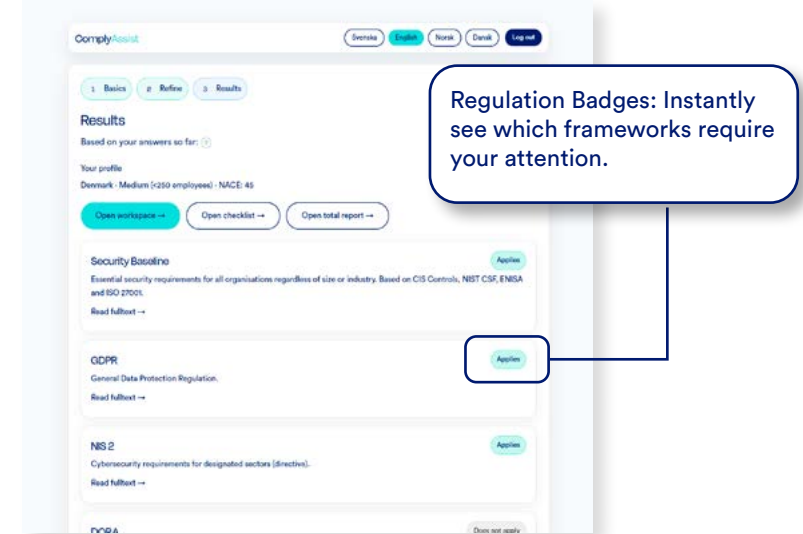 ComplyAssist
Svenska English Norsk Dansk Log out
1 Basics 2 Refine 3 Results
Results
Based on your answers so far: ?
Your profile
Denmark · Medium (<250 employees) · NACE: 45
Open workspace → Open checklist → Open total report →
Regulation Badges: Instantly
see which frameworks require
your attention.
Security Baseline Applies
Essential security requirements for all organisations regardless of size or industry. Based on CIS Controls, NIST CSF, ENISA
and ISO 27001.
Read fulltext →
GDPR Applies
General Data Protection Regulation.
Read fulltext →
NIS 2 Applies
Cybersecurity requirements for designated sectors (directive).
Read fulltext →
DORA Does not apply